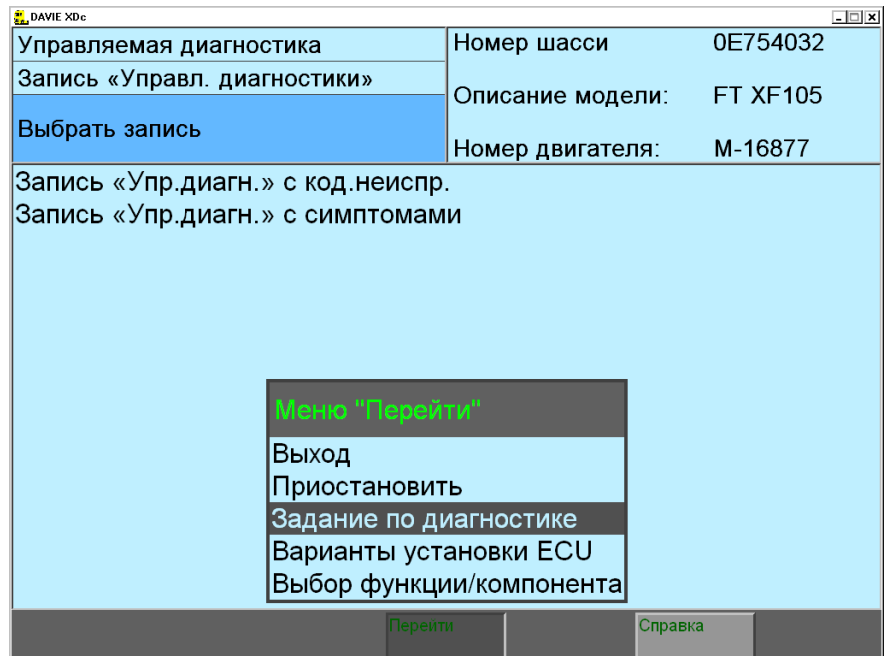 DAVIE XDc
Управляемая диагностика
Запись «Управл. диагностики»
Выбрать запись
Номер шасси 0E754032
Описание модели: FT XF105
Номер двигателя: M-16877
Запись «Упр.диагн.» с код.неиспр.
Запись «Упр.диагн.» с симптомами
Меню "Перейти"
Выход
Приостановить
Задание по диагностике
Варианты установки ECU
Выбор функции/компонента
Перейти
Справка